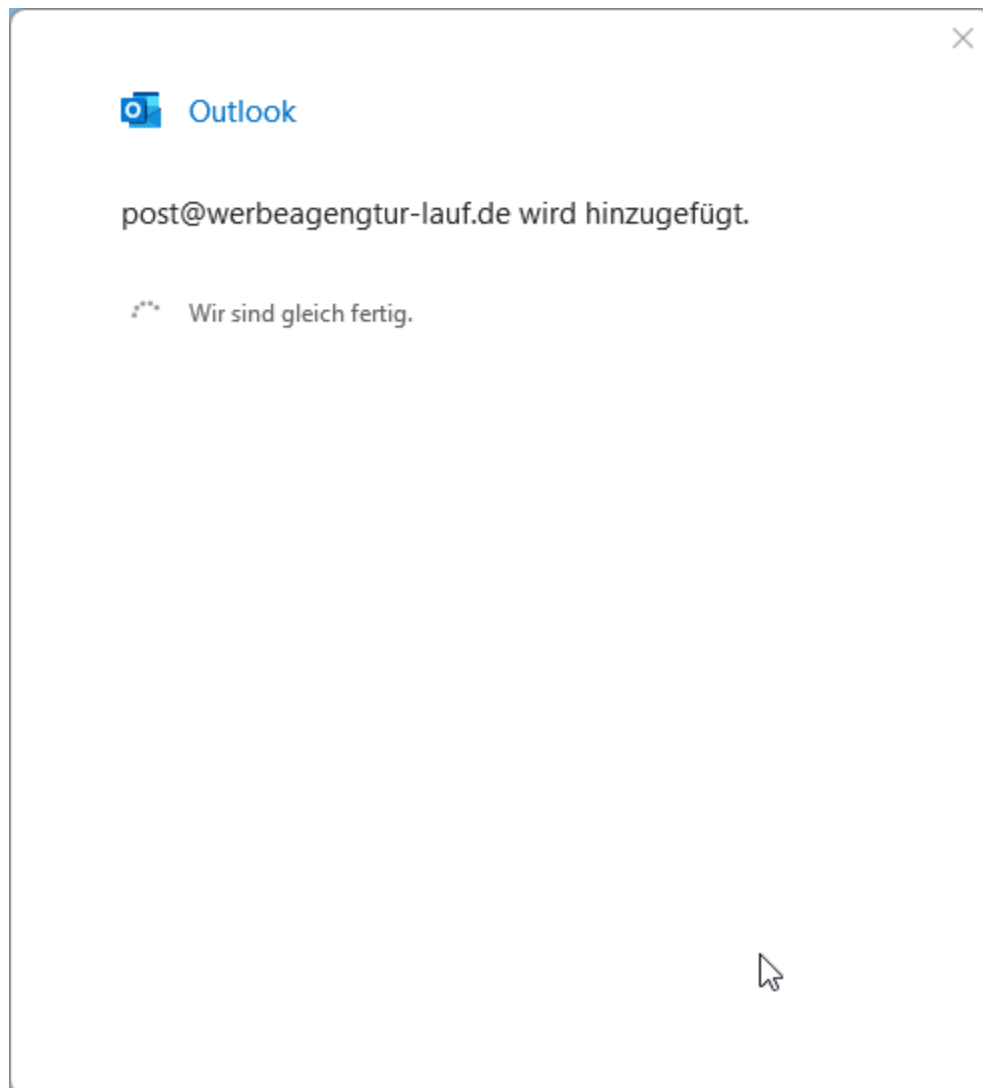 Outlook
post@werbeagengtur-lauf.de wird hinzugefügt.
Wir sind gleich fertig.